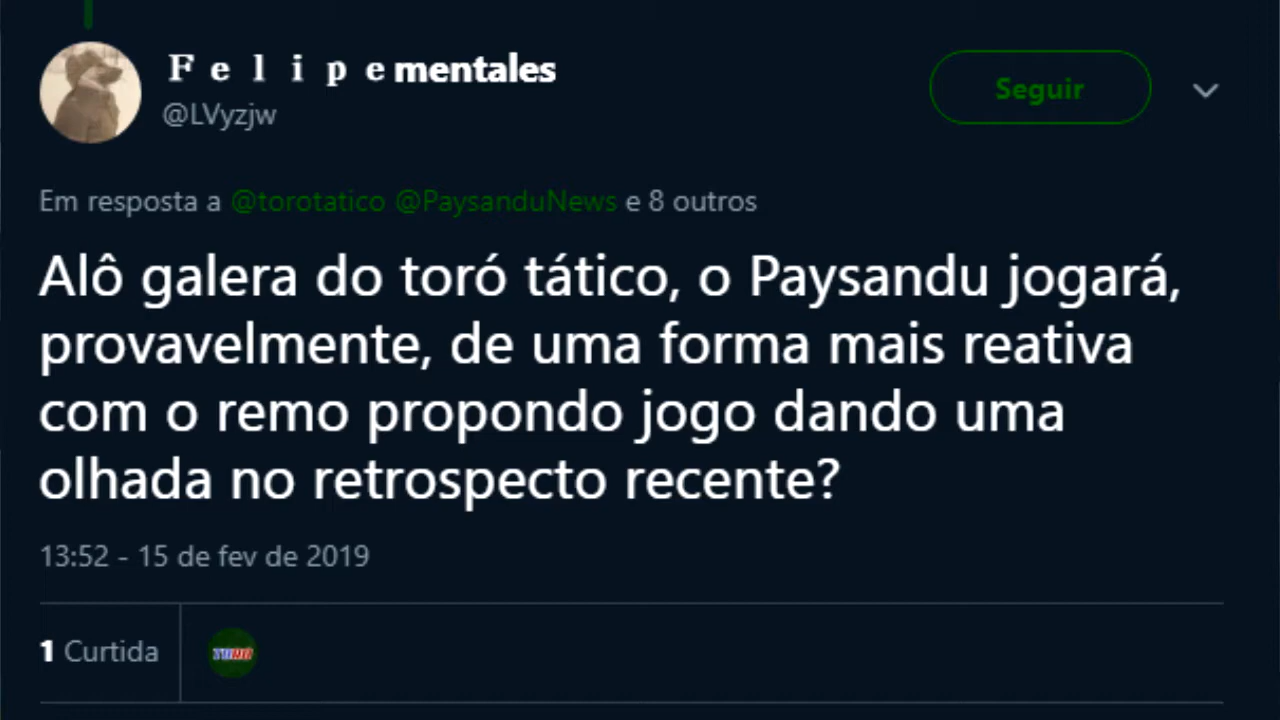 Felipementales
@LVyzjw
Seguir
Em resposta a @torotatico @PaysanduNews e 8 outros
Alô galera do toró tático, o Paysandu jogará,
provavelmente, de uma forma mais reativa
com o remo propondo jogo dando uma
olhada no retrospecto recente?
13:52 - 15 de fev de 2019
1 Curtida
TORÓ